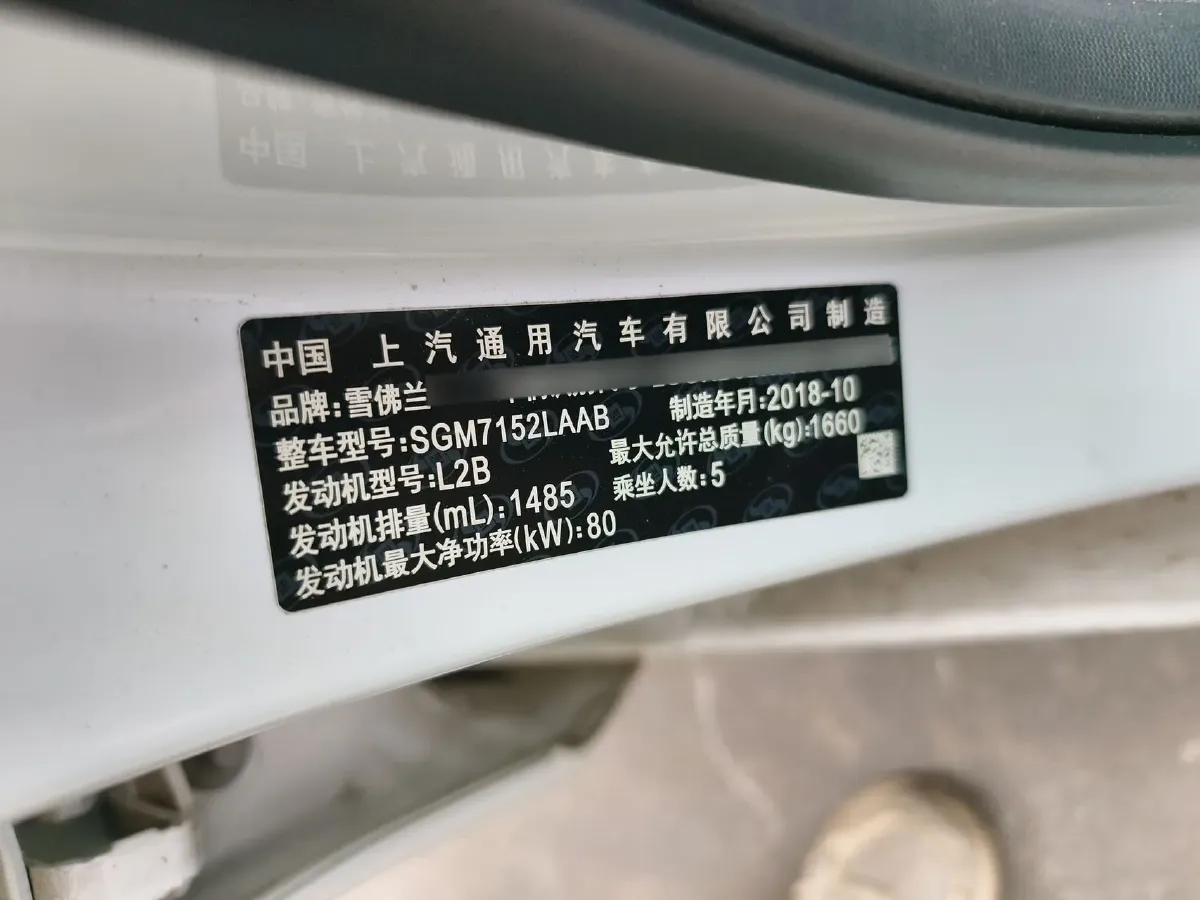 中国 上汽通用汽车有限公司制造
品牌:雪佛兰
整车型号:SGM7152LAAB 制造年月:2018-10
发动机型号:L2B 最大允许总质量(kg):1660
发动机排量(mL):1485 乘坐人数:5
发动机最大净功率(kW):80